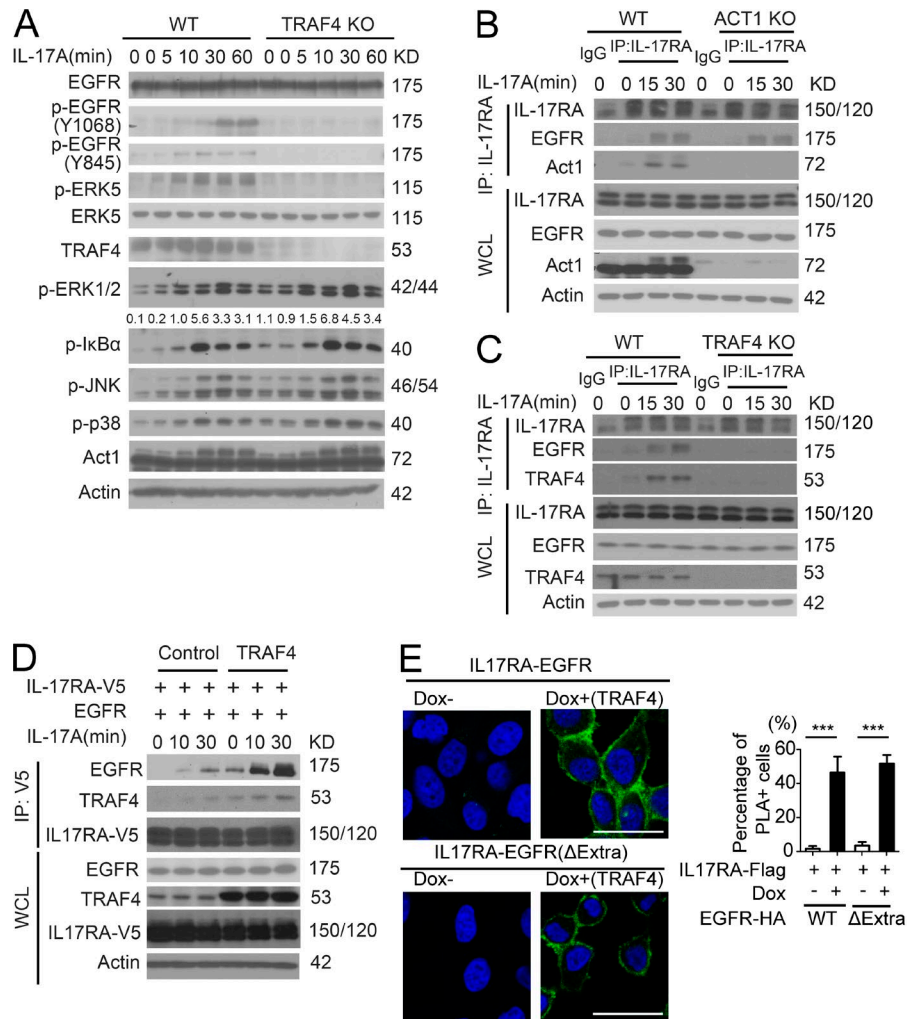 A
WT TRAF4 KO
IL-17A(min) 0 0 5 10 30 60 0 0 5 10 30 60 KD
EGFR 175
p-EGFR
(Y1068) 175
p-EGFR
(Y845) 175
p-ERK5 115
ERK5 115
TRAF4 53
p-ERK1/2 42/44
0.1 0.2 1.0 5.6 3.3 3.1 1.1 0.9 1.5 6.8 4.5 3.4
p-IκBα 40
p-JNK 46/54
p-p38 40
Act1 72
Actin 42
B
WT ACT1 KO
IgG IP:IL-17RA IgG IP:IL-17RA
IL-17A(min) 0 0 15 30 0 0 15 30 KD
IP: IL-17RA
IL-17RA 150/120
EGFR 175
Act1 72
WCL
IL-17RA 150/120
EGFR 175
Act1 72
Actin 42
C
WT TRAF4 KO
IgG IP:IL-17RA IgG IP:IL-17RA
IL-17A(min) 0 0 15 30 0 0 15 30 KD
IP: IL-17RA
IL-17RA 150/120
EGFR 175
TRAF4 53
WCL
IL-17RA 150/120
EGFR 175
TRAF4 53
Actin 42
D
Control TRAF4
IL-17RA-V5 + + + + + +
EGFR + + + + + +
IL-17A(min) 0 10 30 0 10 30 KD
IP: V5
EGFR 175
TRAF4 53
IL17RA-V5 150/120
WCL
EGFR 175
TRAF4 53
IL17RA-V5 150/120
Actin 42
E
IL17RA-EGFR
Dox- Dox+(TRAF4)
IL17RA-EGFR(ΔExtra)
Dox- Dox+(TRAF4)
(%)
Percentage of
PLA+ cells
*** ***
60
40
20
0
IL17RA-Flag + + + +
Dox - + - +
EGFR-HA WT ΔExtra